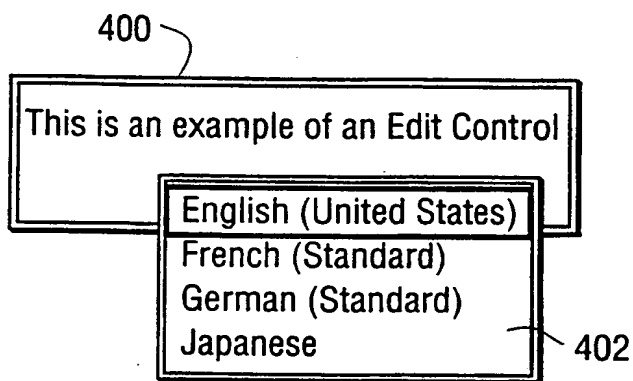 400
This is an example of an Edit Control
English (United States)
French (Standard)
German (Standard)
Japanese
402